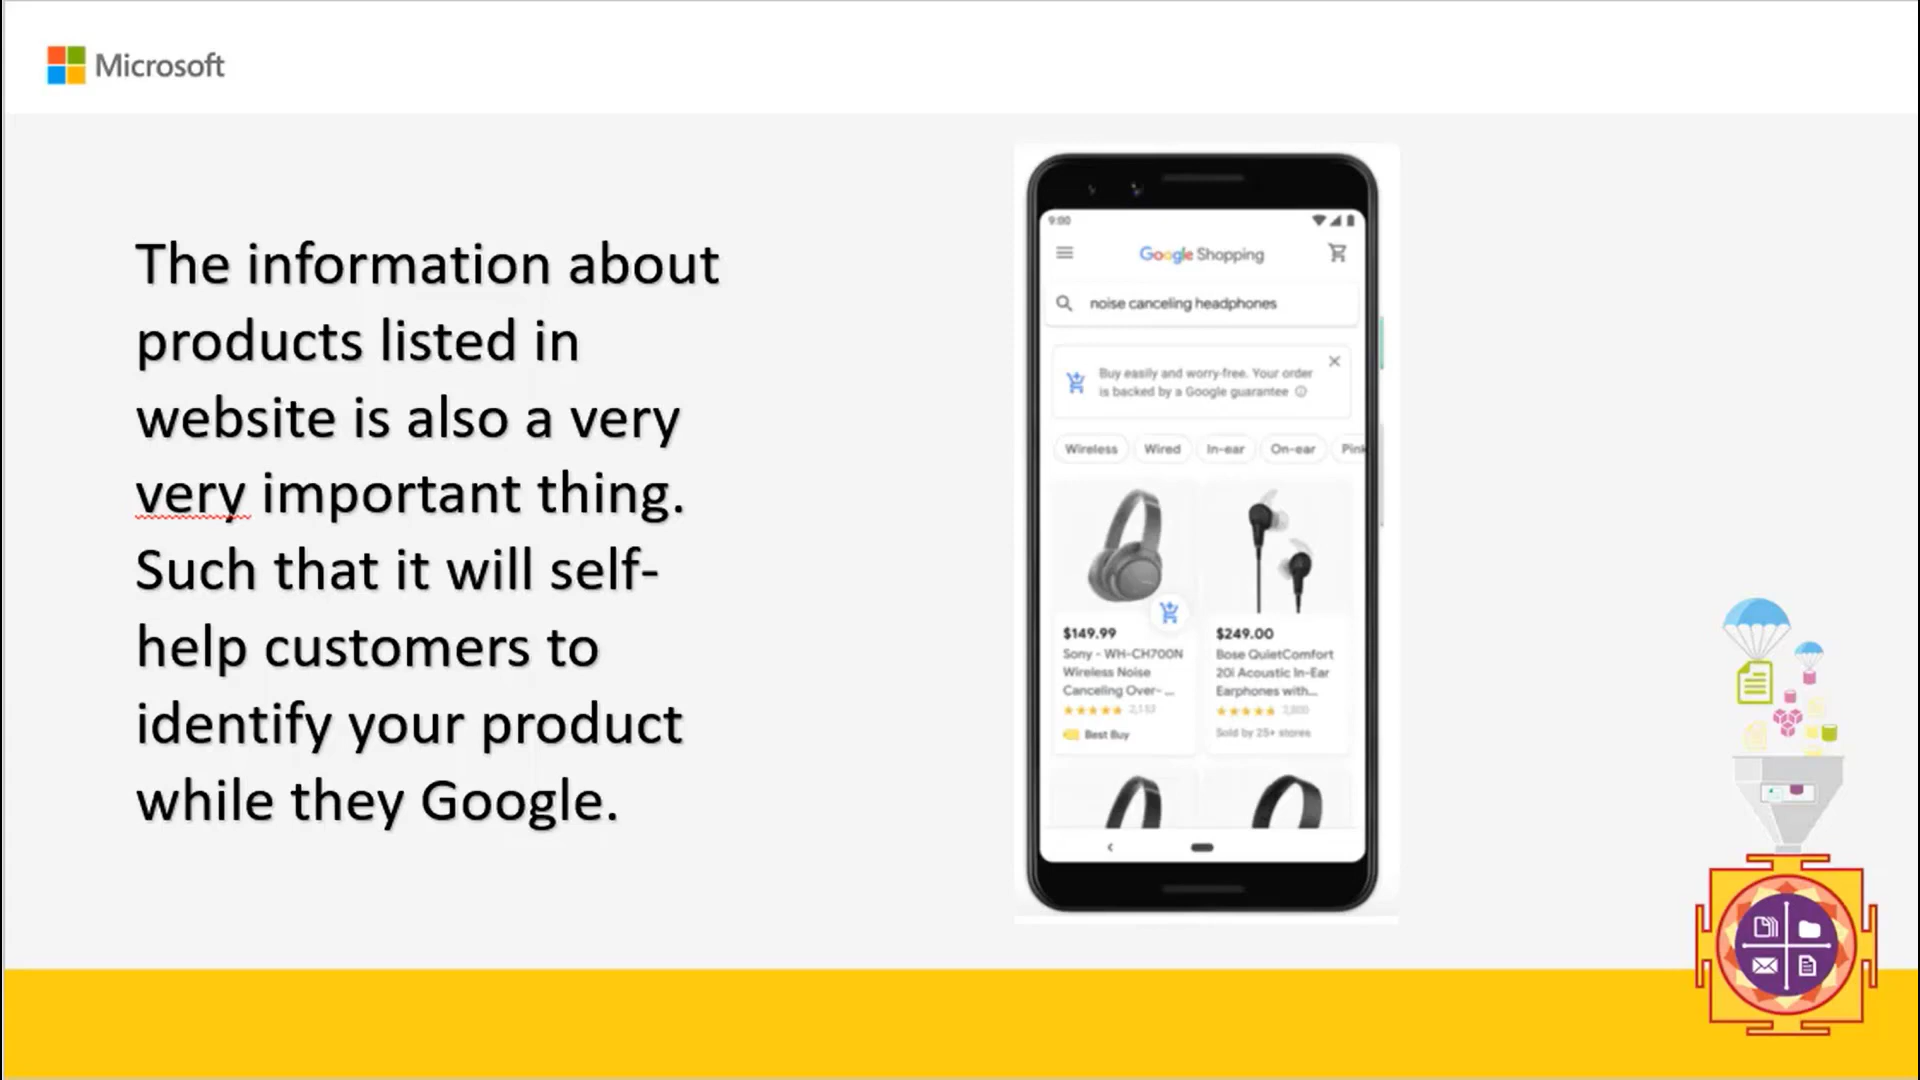 Microsoft
The information about
products listed in
website is also a very
very important thing.
Such that it will self-
help customers to
identify your product
while they Google.
9:00
Google Shopping
noise canceling headphones
Buy easily and worry-free. Your order
is backed by a Google guarantee
Wireless Wired In-ear On-ear Pink
$149.99
Sony - WH-CH700N
Wireless Noise
Canceling Over- ...
Best Buy
$249.00
Bose QuietComfort
20i Acoustic In-Ear
Earphones with...
Sold by 25+ stores